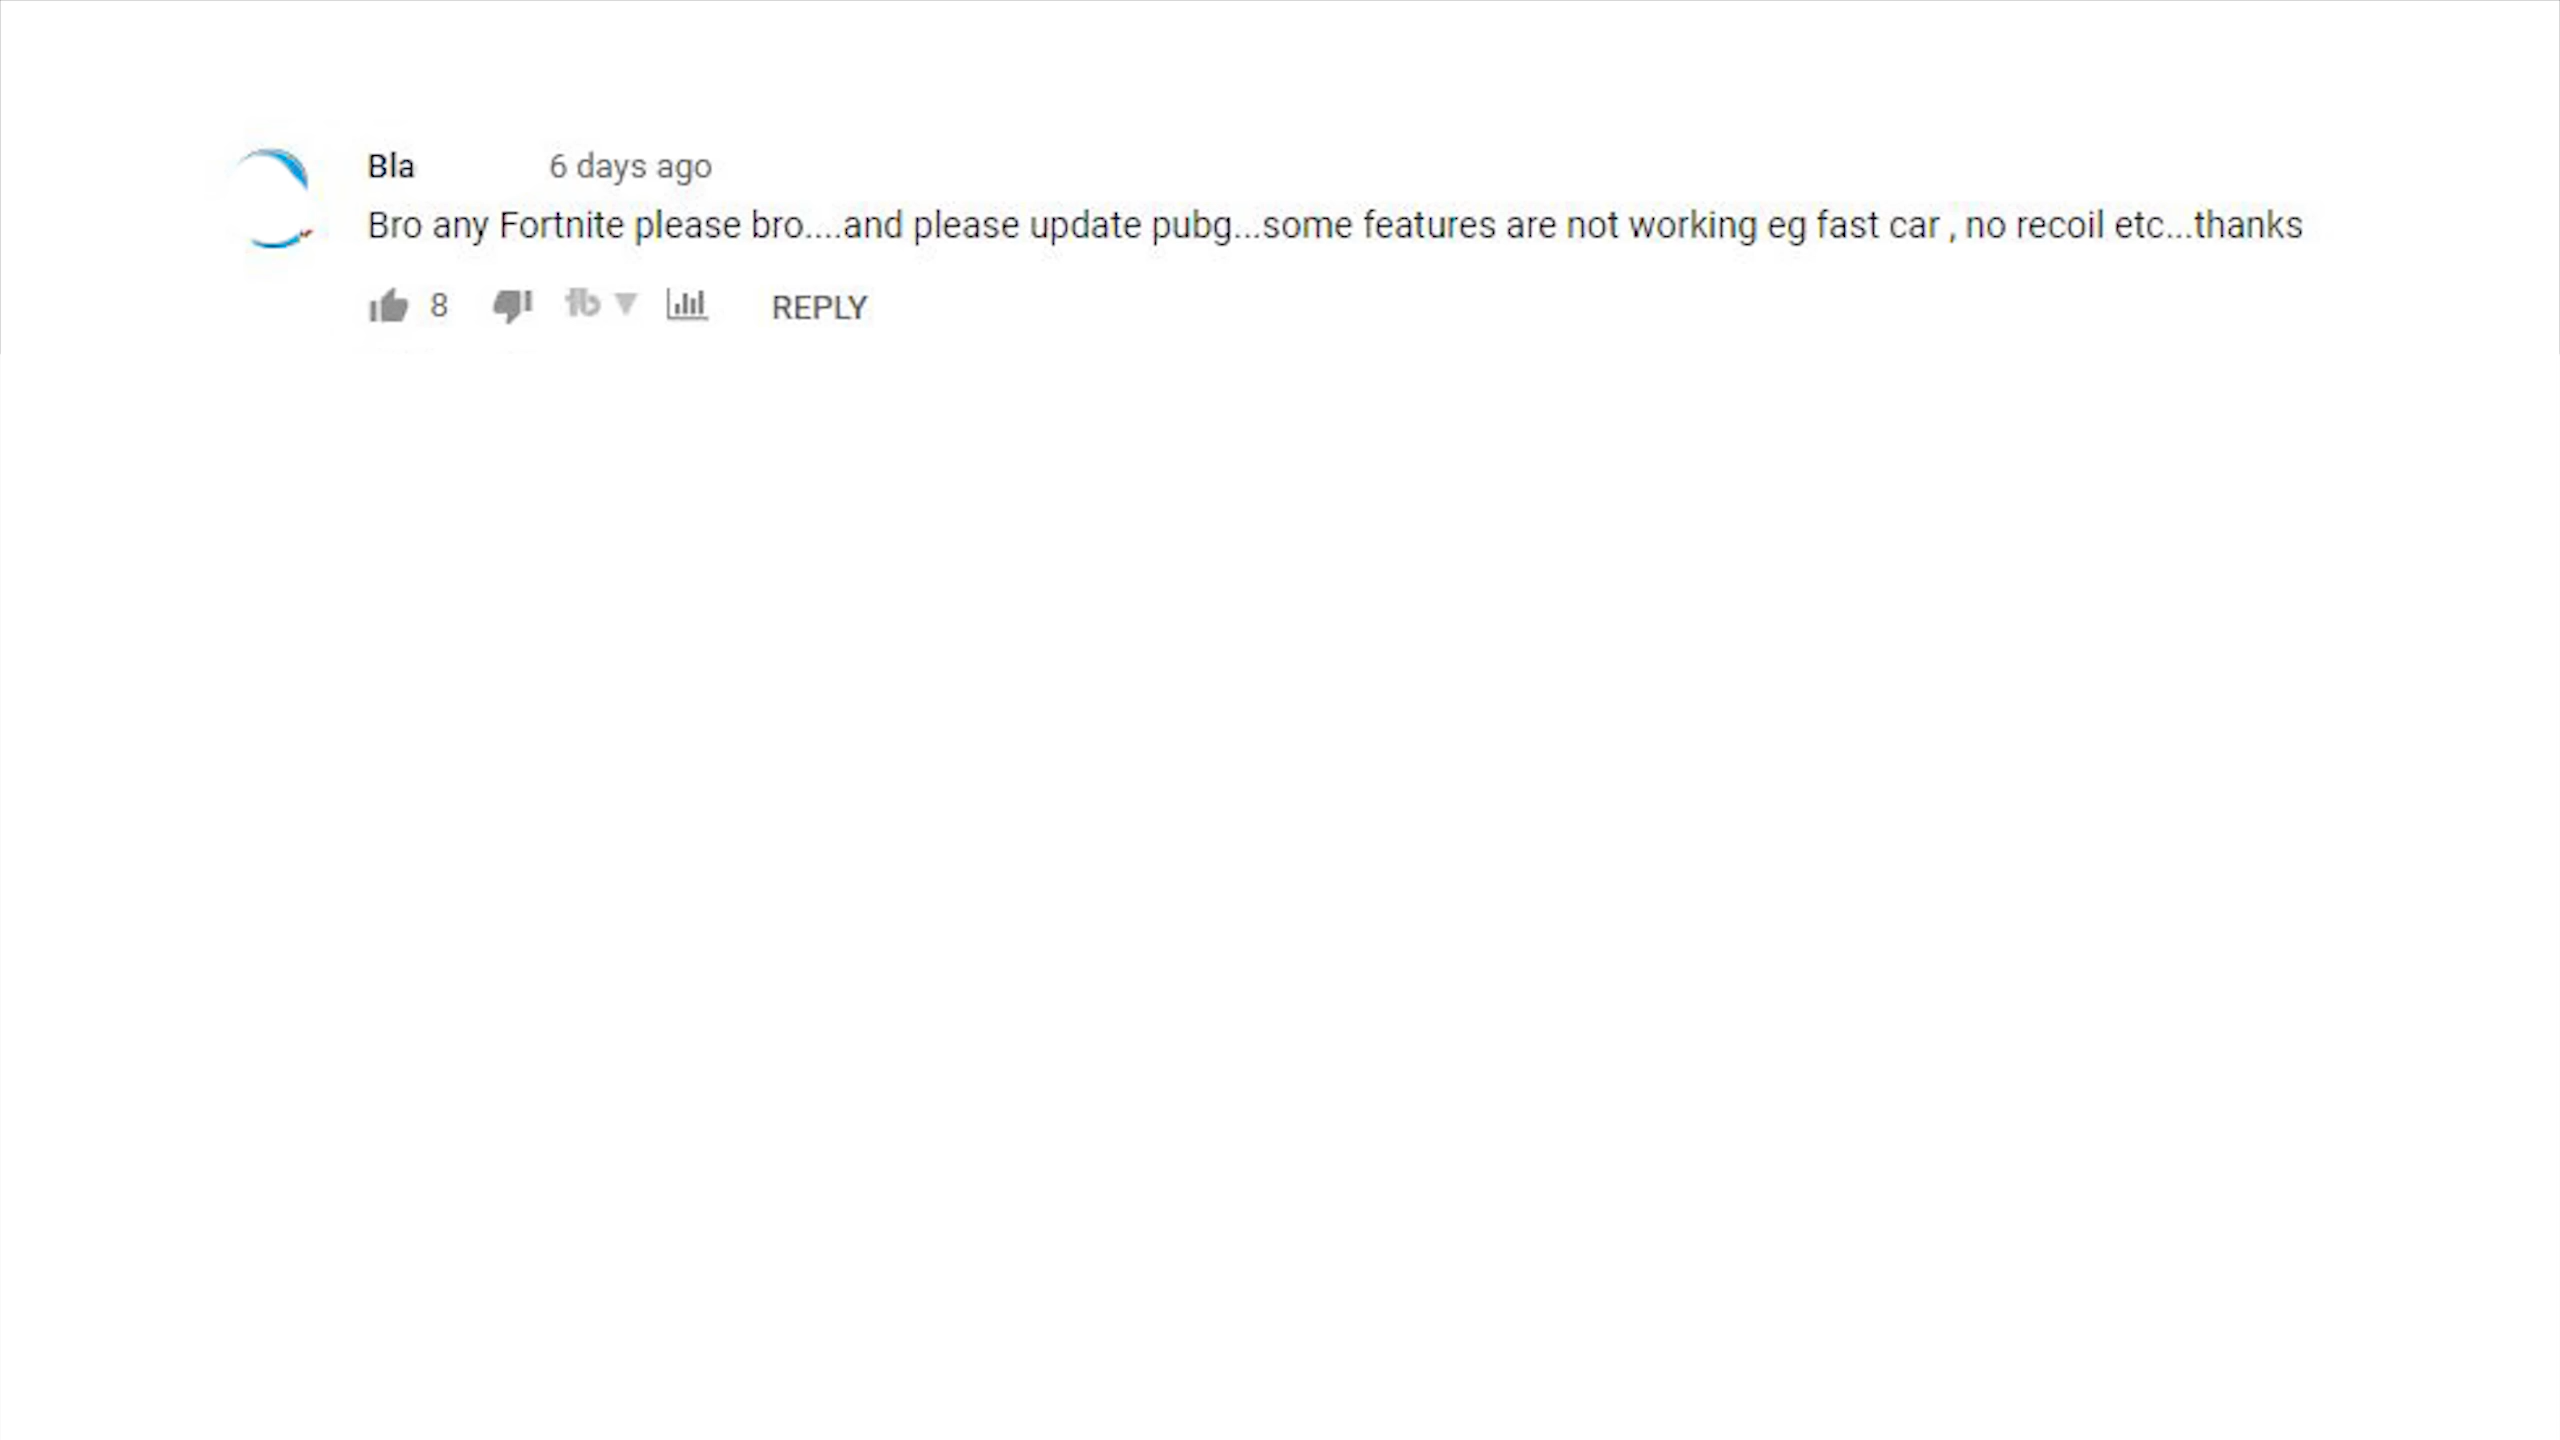 Bla 6 days ago
Bro any Fortnite please bro....and please update pubg...some features are not working eg fast car , no recoil etc...thanks
8 REPLY